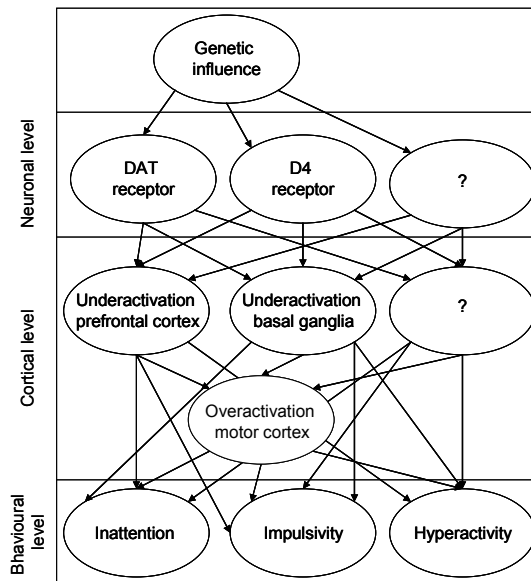 Genetic
influence
Neuronal level
DAT
receptor
D4
receptor
?
Cortical level
Underactivation
prefrontal cortex
Underactivation
basal ganglia
?
Overactivation
motor cortex
Bhavioural
level
Inattention
Impulsivity
Hyperactivity